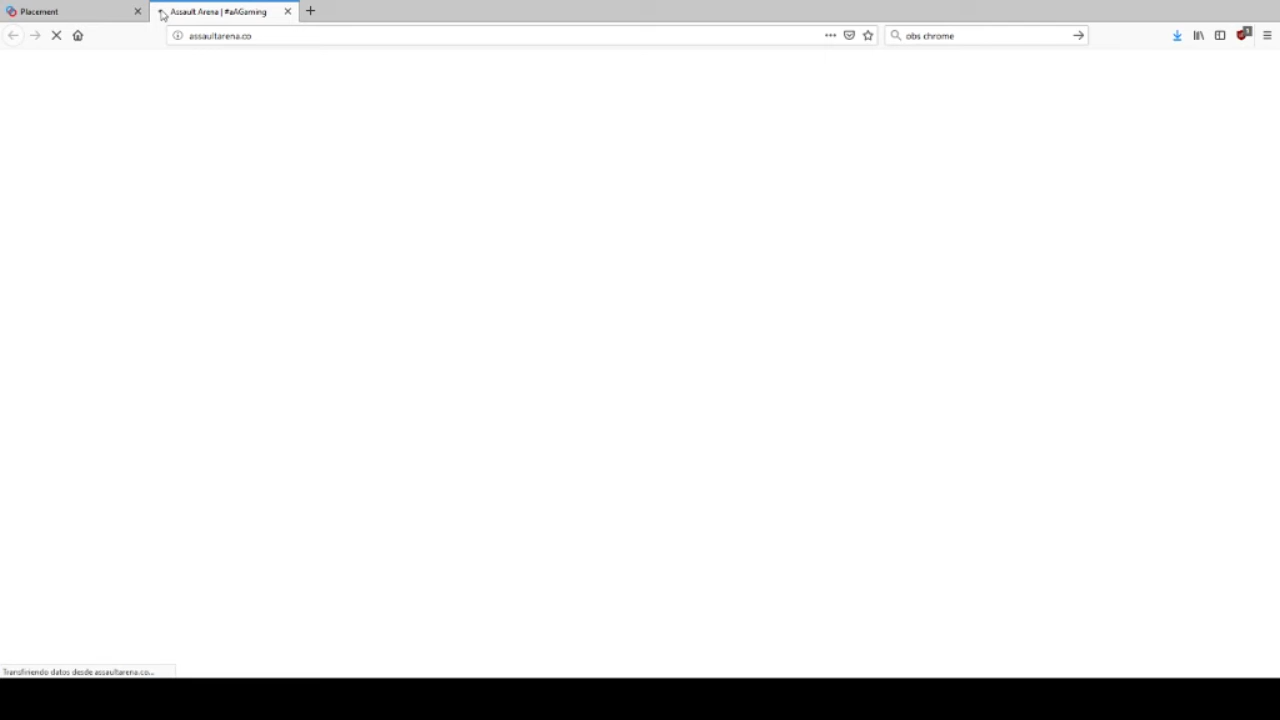 Placement
Assault Arena | #aAGaming
assaultarena.co
obs chrome
Transfiriendo datos desde assaultarena.co...